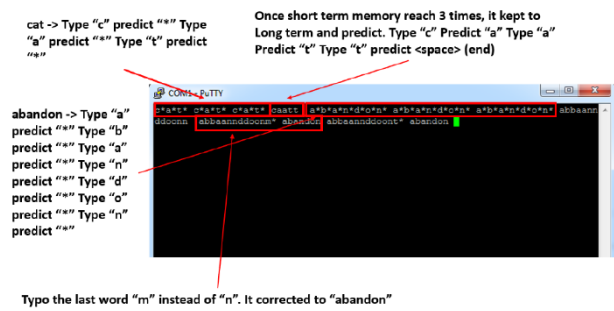 cat -> Type “c” predict “*” Type
“a” predict “*” Type “t” predict
“*”
Once short term memory reach 3 times, it kept to
Long term and predict. Type “c” Predict “a” Type “a”
Predict “t” Type “t” predict <space> (end)
COM1 - PuTTY
c*a*t* c*a*t* c*a*t* caatt a*b*a*n*d*o*n* a*b*a*n*d*o*n* a*b*a*n*d*o*n* abbaann
ddoonn abbaannddoonm* abandon abbaannddoont* abandon
abandon -> Type “a”
predict “*” Type “b”
predict “*” Type “a”
predict “*” Type “n”
predict “*” Type “d”
predict “*” Type “o”
predict “*” Type “n”
predict “*”
Typo the last word “m” instead of “n”. It corrected to “abandon”